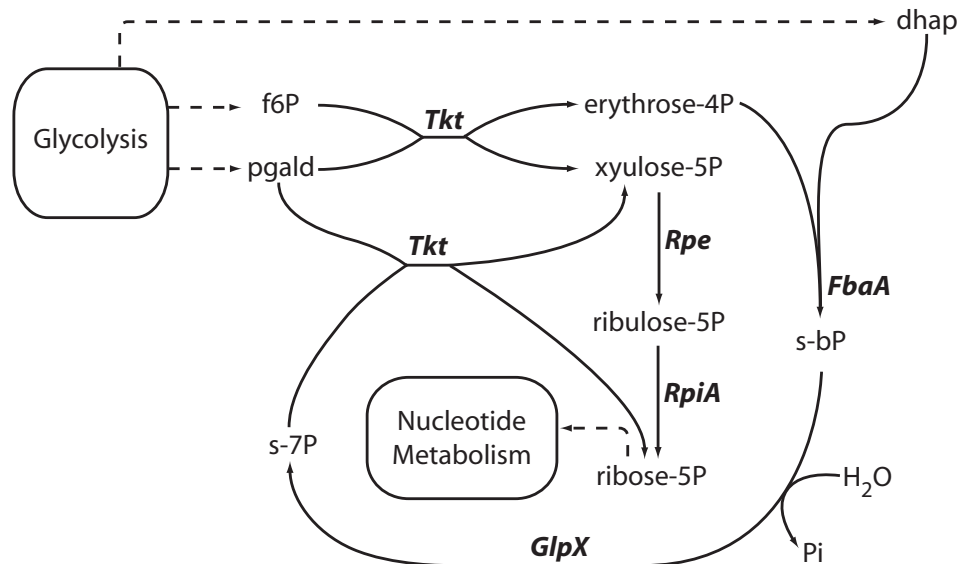 dhap
f6P
Tkt
erythrose-4P
Glycolysis
pgald
xyulose-5P
Tkt
Rpe
FbaA
ribulose-5P
s-bP
RpiA
Nucleotide
Metabolism
s-7P
ribose-5P
H₂O
GlpX
Pi